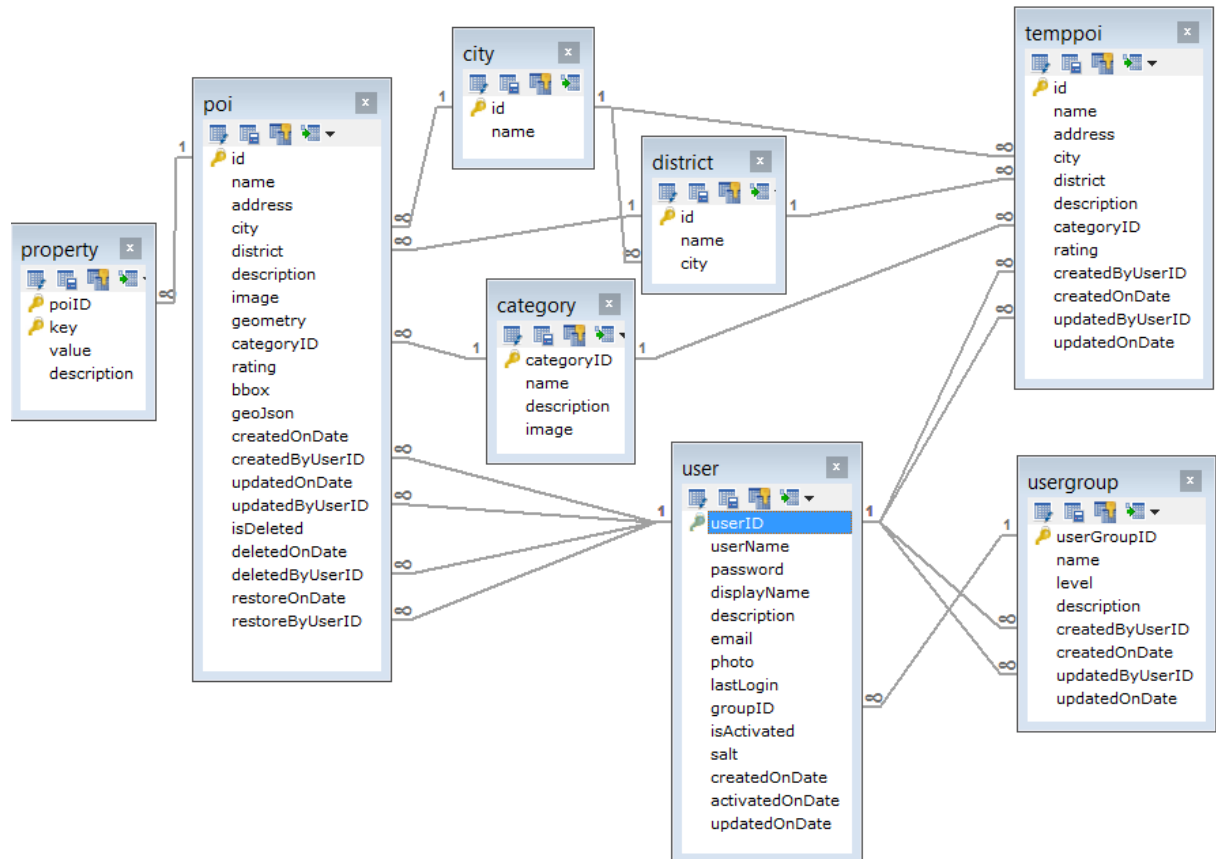 property
poiID
key
value
description
1
∞
poi
id
name
address
city
district
description
image
geometry
categoryID
rating
bbox
geoJson
createdOnDate
createdByUserID
updatedOnDate
updatedByUserID
isDeleted
deletedOnDate
deletedByUserID
restoreOnDate
restoreByUserID
∞
∞
∞
∞
∞
∞
∞
1
1
1
city
id
name
1
∞
district
id
name
city
1
category
categoryID
name
description
image
1
1
user
userID
userName
password
displayName
description
email
photo
lastLogin
groupID
isActivated
salt
createdOnDate
activatedOnDate
updatedOnDate
1
1
∞
temppoi
id
name
address
city
district
description
categoryID
rating
createdByUserID
createdOnDate
updatedByUserID
updatedOnDate
∞
∞
∞
∞
∞
usergroup
userGroupID
name
level
description
createdByUserID
createdOnDate
updatedByUserID
updatedOnDate
1
∞
∞